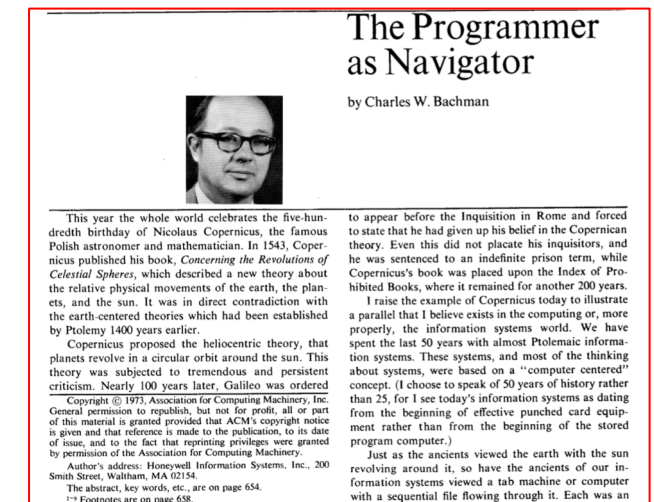 The Programmer
as Navigator
by Charles W. Bachman
This year the whole world celebrates the five-hun-
dredth birthday of Nicolaus Copernicus, the famous
Polish astronomer and mathematician. In 1543, Coper-
nicus published his book, Concerning the Revolutions of
Celestial Spheres, which described a new theory about
the relative physical movements of the earth, the plan-
ets, and the sun. It was in direct contradiction with
the earth-centered theories which had been established
by Ptolemy 1400 years earlier.
Copernicus proposed the heliocentric theory, that
planets revolve in a circular orbit around the sun. This
theory was subjected to tremendous and persistent
criticism. Nearly 100 years later, Galileo was ordered
Copyright © 1973, Association for Computing Machinery, Inc.
General permission to republish, but not for profit, all or part
of this material is granted provided that ACM's copyright notice
is given and that reference is made to the publication, to its date
of issue, and to the fact that reprinting privileges were granted
by permission of the Association for Computing Machinery.
Author's address: Honeywell Information Systems, Inc., 200
Smith Street, Waltham, MA 02154.
The abstract, key words, etc., are on page 654.
1-4 Footnotes are on page 658.
to appear before the Inquisition in Rome and forced
to state that he had given up his belief in the Copernican
theory. Even this did not placate his inquisitors, and
he was sentenced to an indefinite prison term, while
Copernicus's book was placed upon the Index of Pro-
hibited Books, where it remained for another 200 years.
I raise the example of Copernicus today to illustrate
a parallel that I believe exists in the computing or, more
properly, the information systems world. We have
spent the last 50 years with almost Ptolemaic informa-
tion systems. These systems, and most of the thinking
about systems, were based on a "computer centered"
concept. (I choose to speak of 50 years of history rather
than 25, for I see today's information systems as dating
from the beginning of effective punched card equip-
ment rather than from the beginning of the stored
program computer.)
Just as the ancients viewed the earth with the sun
revolving around it, so have the ancients of our in-
formation systems viewed a tab machine or computer
with a sequential file flowing through it. Each was an